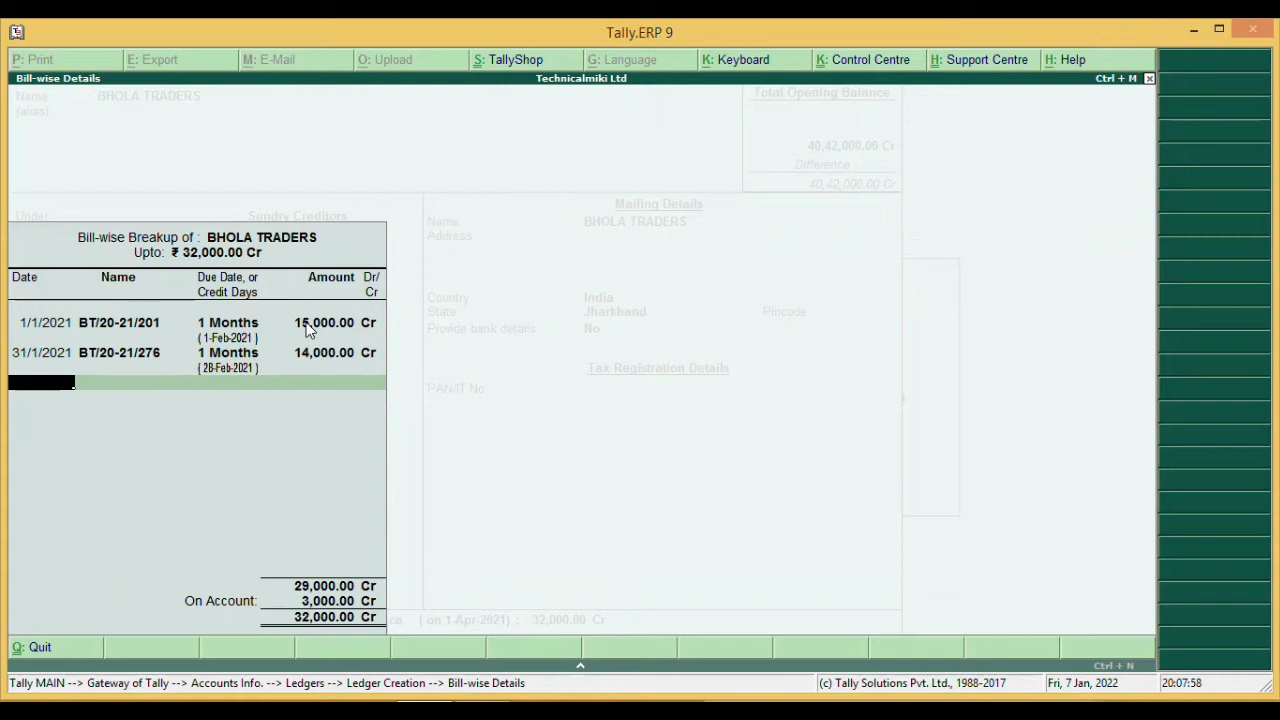 Tally.ERP 9
P: Print E: Export M: E-Mail O: Upload S: TallyShop G: Language K: Keyboard K: Control Centre H: Support Centre H: Help
Bill-wise Details Technicalmiki Ltd Ctrl + M
Name BHOLA TRADERS Total Opening Balance
(alias)
40,42,000.00 Cr
Difference
40,42,000.00 Cr
Under Sundry Creditors Mailing Details
Name BHOLA TRADERS
Address
Country India
State Jharkhand Pincode
Provide bank details No
Tax Registration Details
PAN/IT No
Bill-wise Breakup of : BHOLA TRADERS
Upto: ₹ 32,000.00 Cr
Date Name Due Date, or Amount Dr/
Credit Days Cr
1/1/2021 BT/20-21/201 1 Months 15,000.00 Cr
( 1-Feb-2021 )
31/1/2021 BT/20-21/276 1 Months 14,000.00 Cr
( 28-Feb-2021 )
29,000.00 Cr
On Account: 3,000.00 Cr
32,000.00 Cr
( on 1 Apr 2021 ) : 32,000.00 Cr
Q: Quit
Ctrl + N
Tally MAIN --> Gateway of Tally --> Accounts Info. --> Ledgers --> Ledger Creation --> Bill-wise Details (c) Tally Solutions Pvt. Ltd., 1988-2017 Fri, 7 Jan, 2022 20:07:58